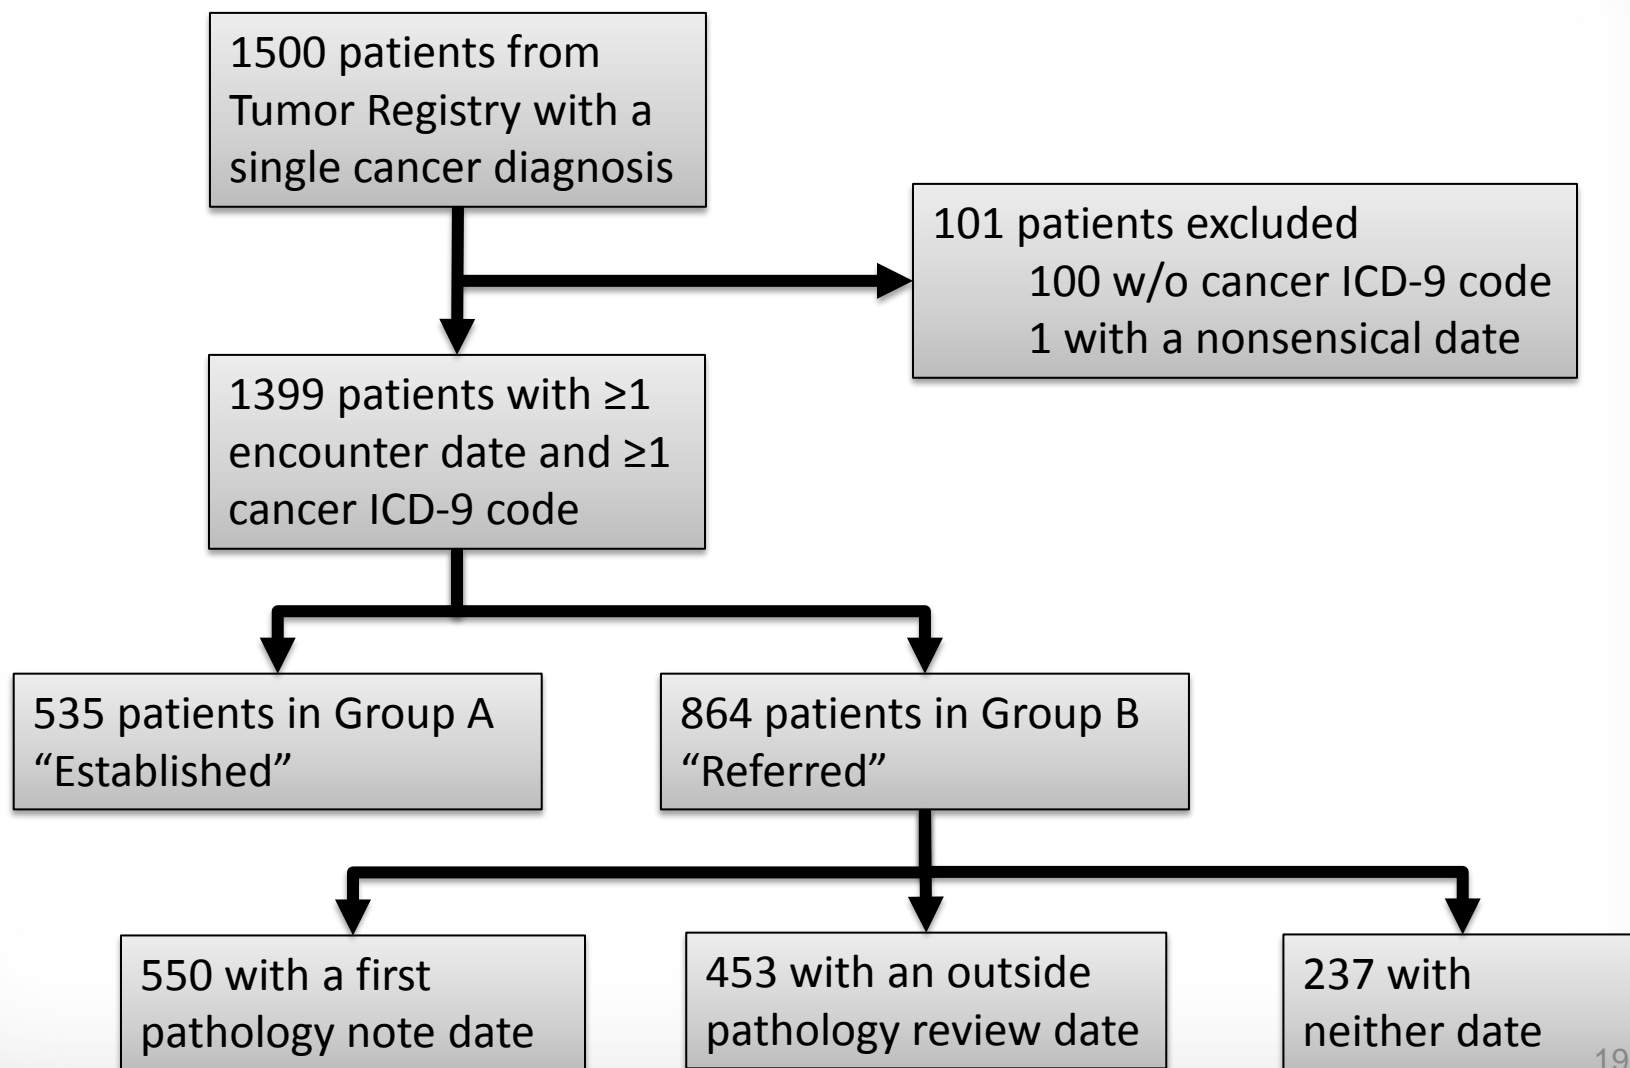 1500 patients from
Tumor Registry with a
single cancer diagnosis
101 patients excluded
100 w/o cancer ICD-9 code
1 with a nonsensical date
1399 patients with ≥1
encounter date and ≥1
cancer ICD-9 code
535 patients in Group A
“Established”
864 patients in Group B
“Referred”
550 with a first
pathology note date
453 with an outside
pathology review date
237 with
neither date
19